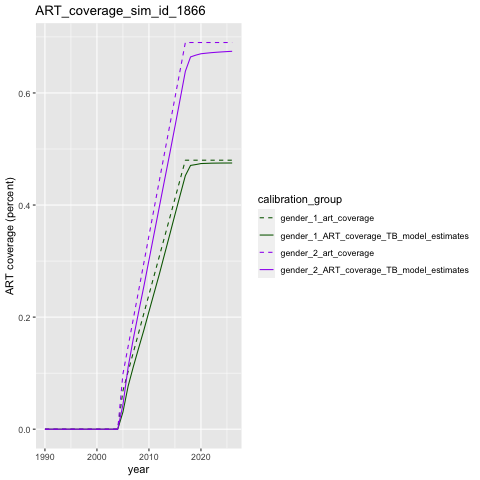 ART_coverage_sim_id_1866
ART coverage (percent)
0.6
0.4
0.2
0.0
1990
2000
2010
2020
year
calibration_group
gender_1_art_coverage
gender_1_ART_coverage_TB_model_estimates
gender_2_art_coverage
gender_2_ART_coverage_TB_model_estimates